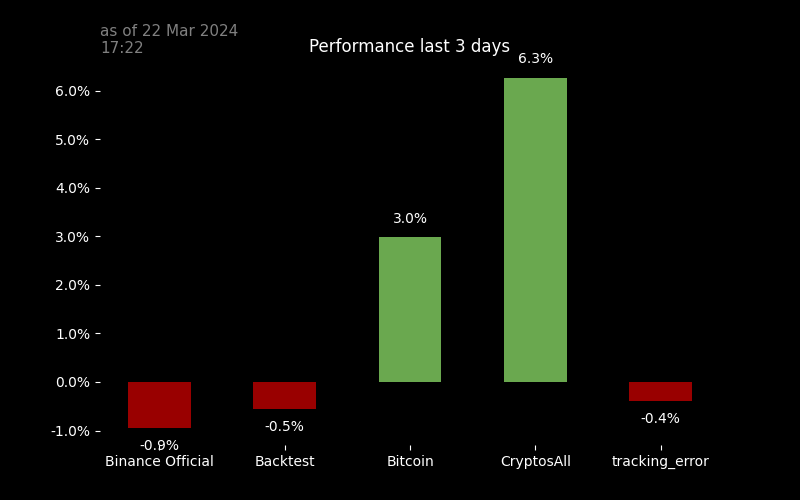 as of 22 Mar 2024
17:22
Performance last 3 days
6.3%
6.0%
5.0%
4.0%
3.0%
3.0%
2.0%
1.0%
0.0%
-1.0%
-0.9%
-0.5%
-0.4%
Binance Official
Backtest
Bitcoin
CryptosAll
tracking_error